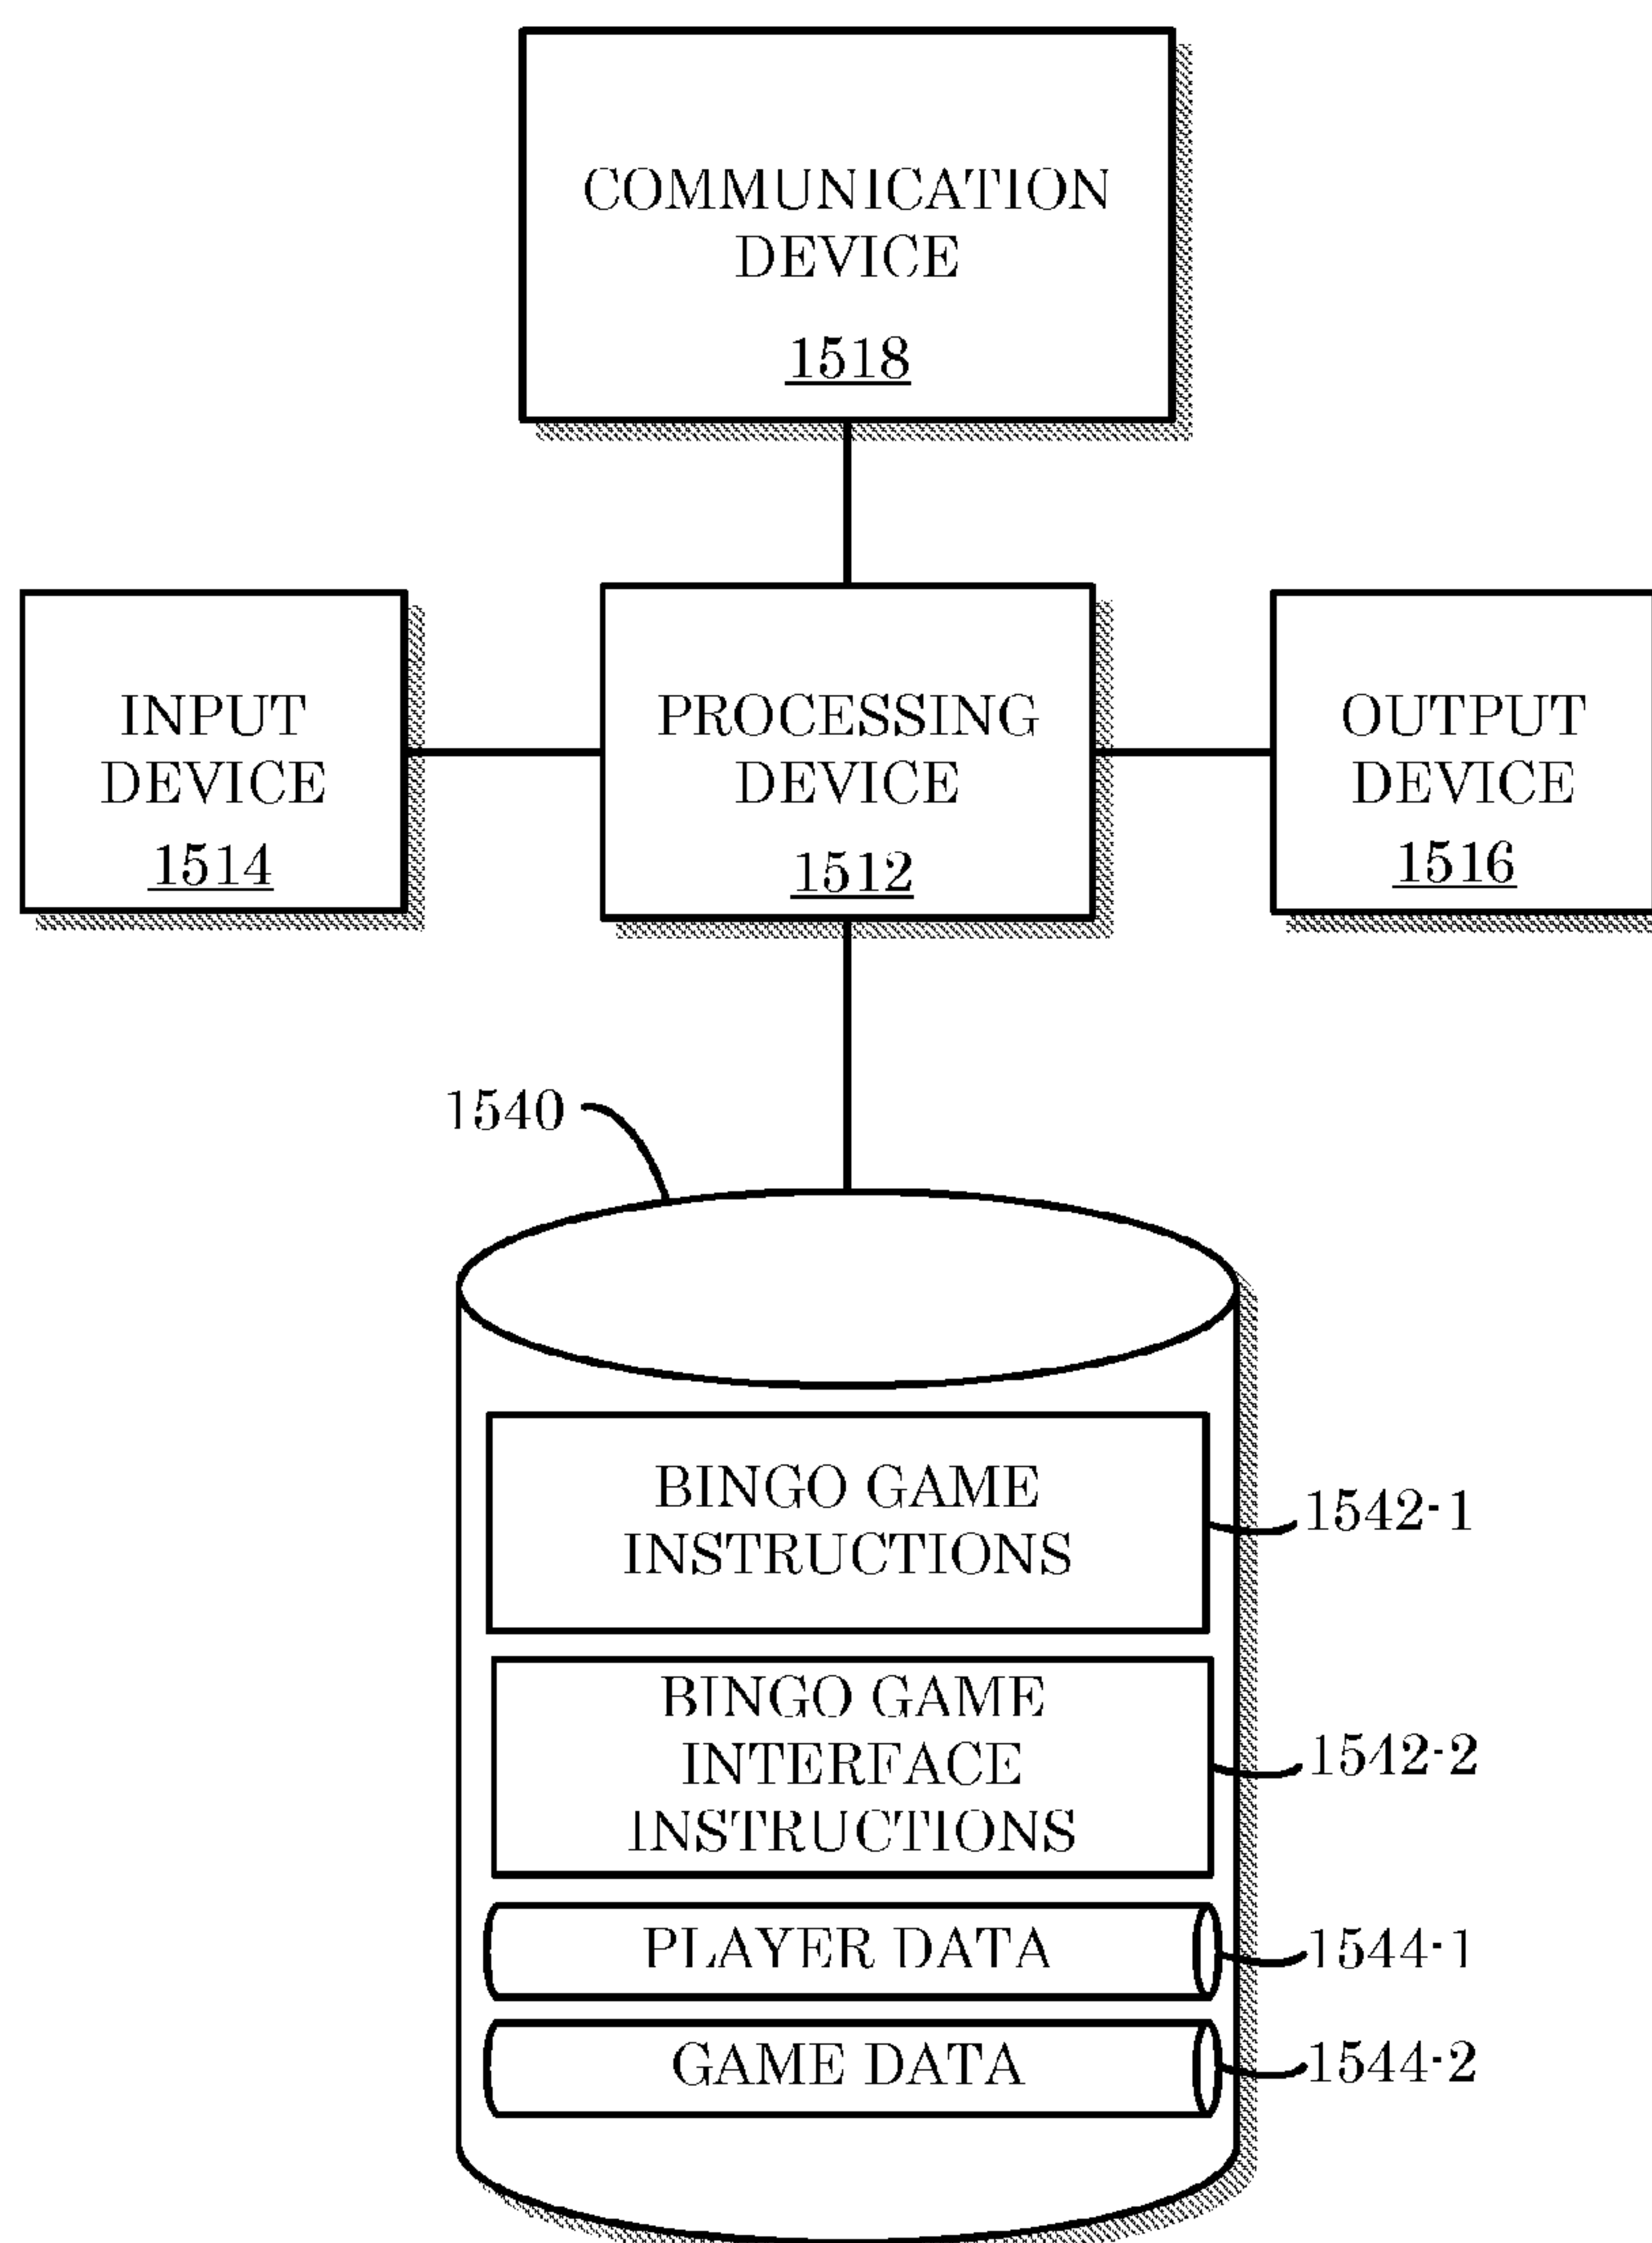 COMMUNICATION
DEVICE
1518
INPUT
DEVICE
1514
PROCESSING
DEVICE
1512
OUTPUT
DEVICE
1516
1540
BINGO GAME
INSTRUCTIONS
1542-1
BINGO GAME
INTERFACE
INSTRUCTIONS
1542-2
PLAYER DATA
1544-1
GAME DATA
1544-2